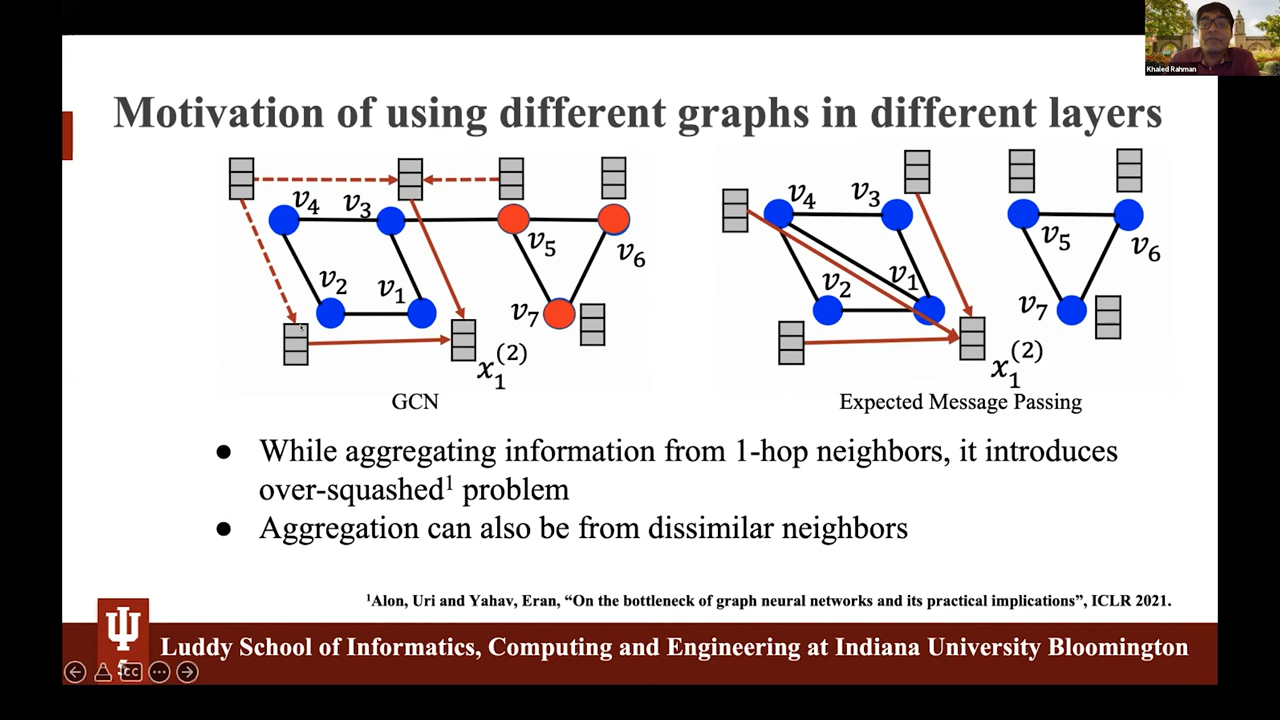 Khaled Rahman
Motivation of using different graphs in different layers
v4 v3 v5 v6
v2 v1 v7
x1(2)
GCN
v4 v3 v5 v6
v2 v1 v7
x1(2)
Expected Message Passing
● While aggregating information from 1-hop neighbors, it introduces
over-squashed1 problem
● Aggregation can also be from dissimilar neighbors
1Alon, Uri and Yahav, Eran, “On the bottleneck of graph neural networks and its practical implications”, ICLR 2021.
Luddy School of Informatics, Computing and Engineering at Indiana University Bloomington
CC